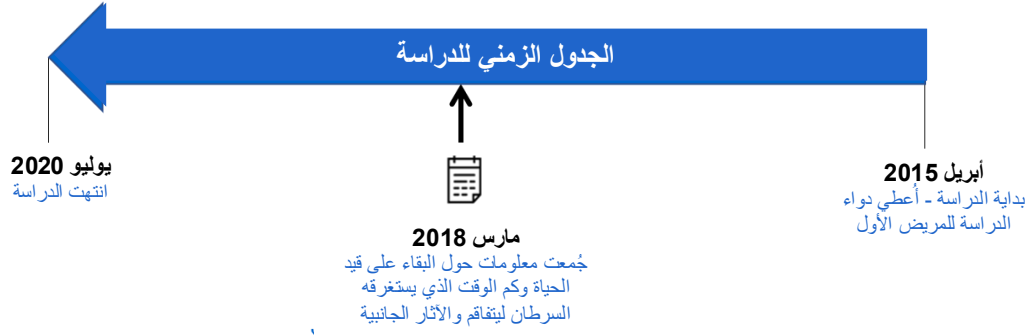 الجدول الزمني للدراسة
أبريل 2015
بداية الدراسة - أُعطي دواء
الدراسة للمريض الأول
مارس 2018
جُمعت معلومات حول البقاء على قيد
الحياة وكم الوقت الذي يستغرقه
السرطان ليتفاقم والآثار الجانبية
يوليو 2020
انتهت الدراسة